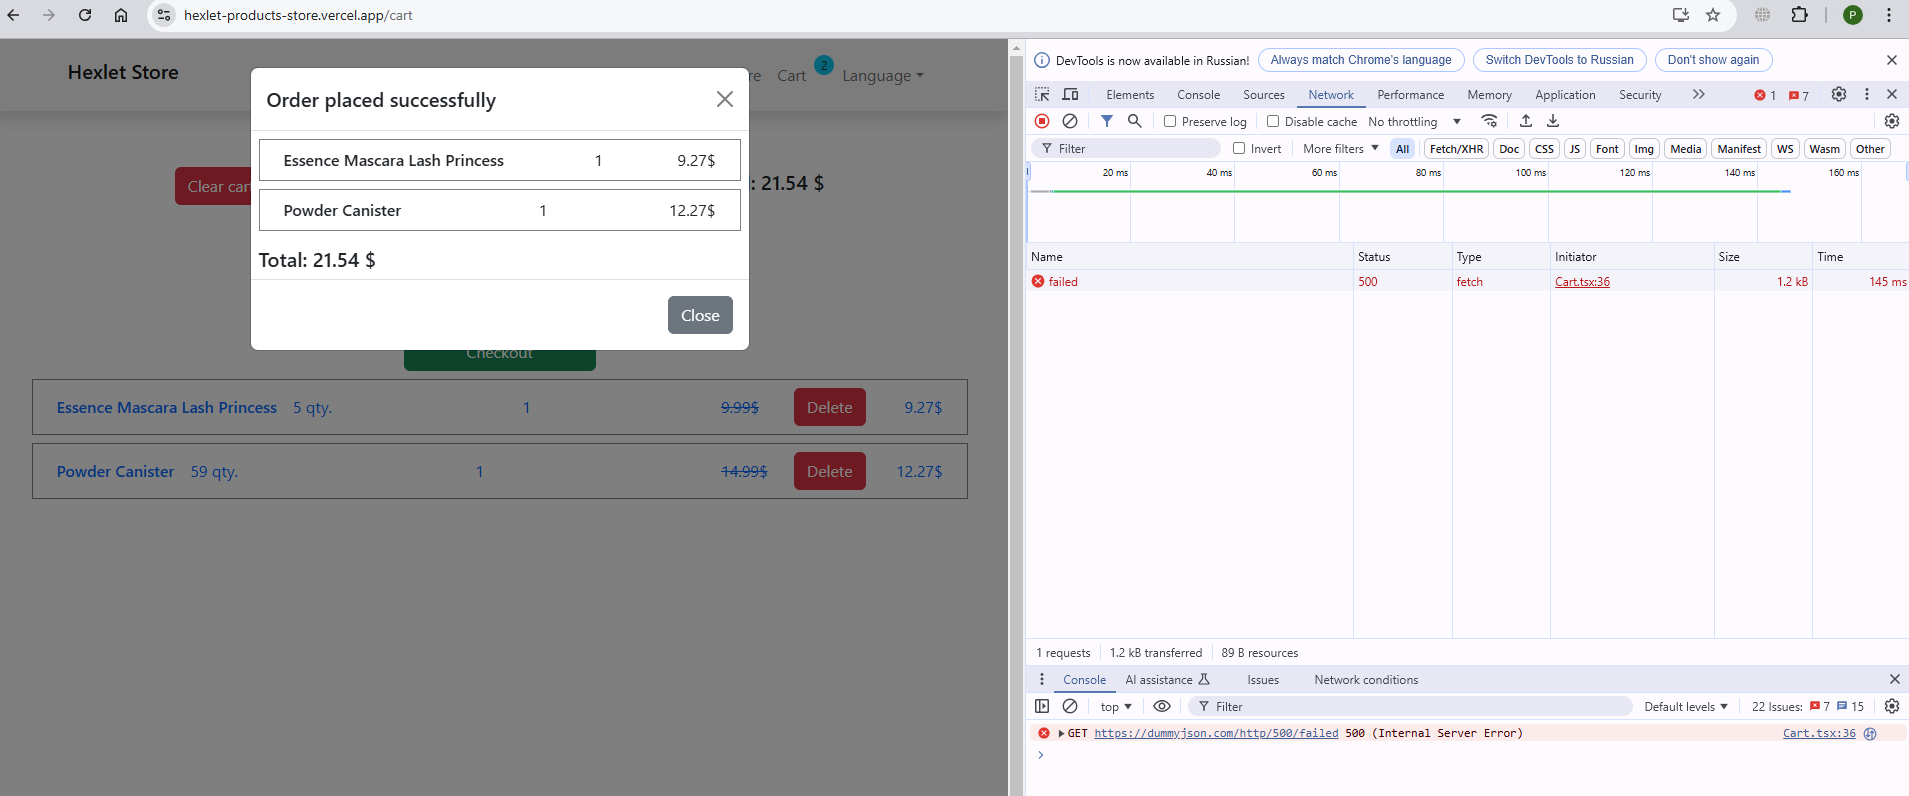 hexlet-products-store.vercel.app/cart
P
Hexlet Store
re
Cart
2
Language
Order placed successfully
Essence Mascara Lash Princess 1 9.27$
Powder Canister 1 12.27$
Total: 21.54 $
Close
Clear cart
: 21.54 $
Checkout
Essence Mascara Lash Princess 5 qty. 1 9.99$ Delete 9.27$
Powder Canister 59 qty. 1 14.99$ Delete 12.27$
DevTools is now available in Russian! Always match Chrome's language Switch DevTools to Russian Don't show again
Elements Console Sources Network Performance Memory Application Security 1 7
Preserve log Disable cache No throttling
Filter Invert More filters All Fetch/XHR Doc CSS JS Font Img Media Manifest WS Wasm Other
20 ms 40 ms 60 ms 80 ms 100 ms 120 ms 140 ms 160 ms
Name Status Type Initiator Size Time
failed 500 fetch Cart.tsx:36 1.2 kB 145 ms
1 requests 1.2 kB transferred 89 B resources
Console AI assistance Issues Network conditions
top Filter Default levels 22 Issues: 7 15
GET https://dummyjson.com/http/500/failed 500 (Internal Server Error) Cart.tsx:36